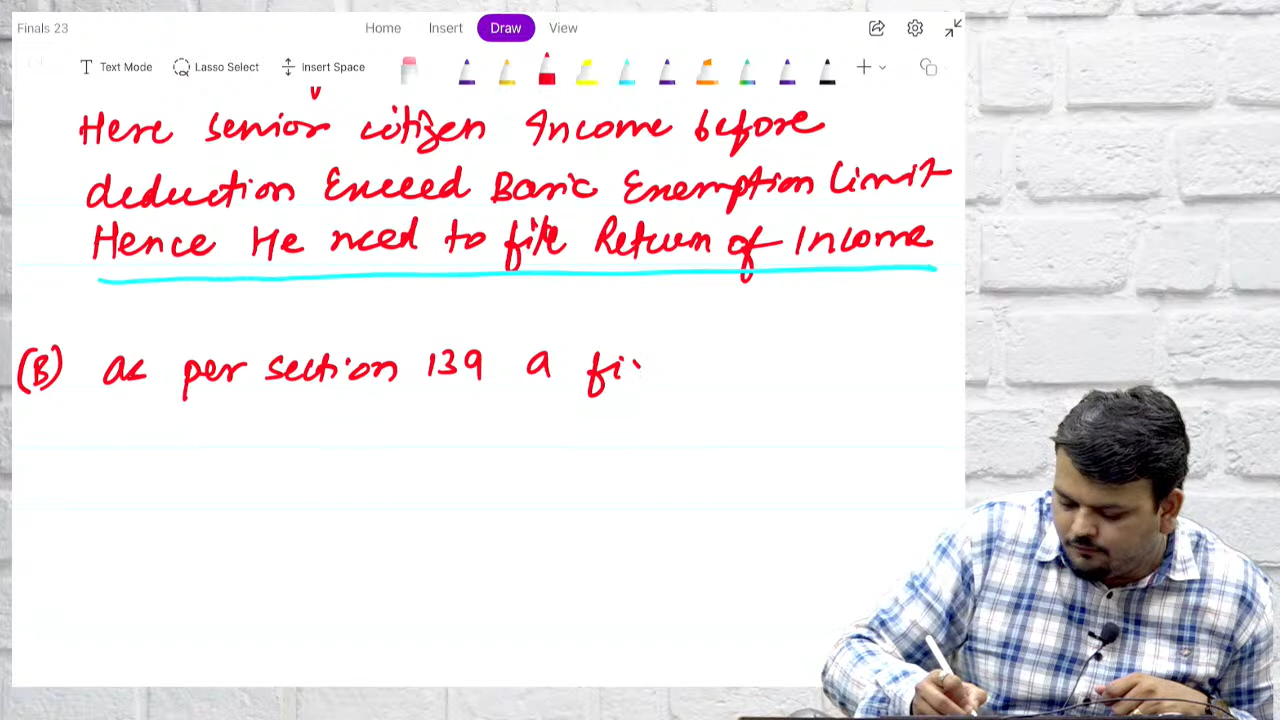 Finals 23
Home Insert Draw View
Text Mode Lasso Select Insert Space
Here senior citizen Income before
deduction Exceed Basic Exemption Limit
Hence He need to file Return of Income
(B) as per section 139 a fi